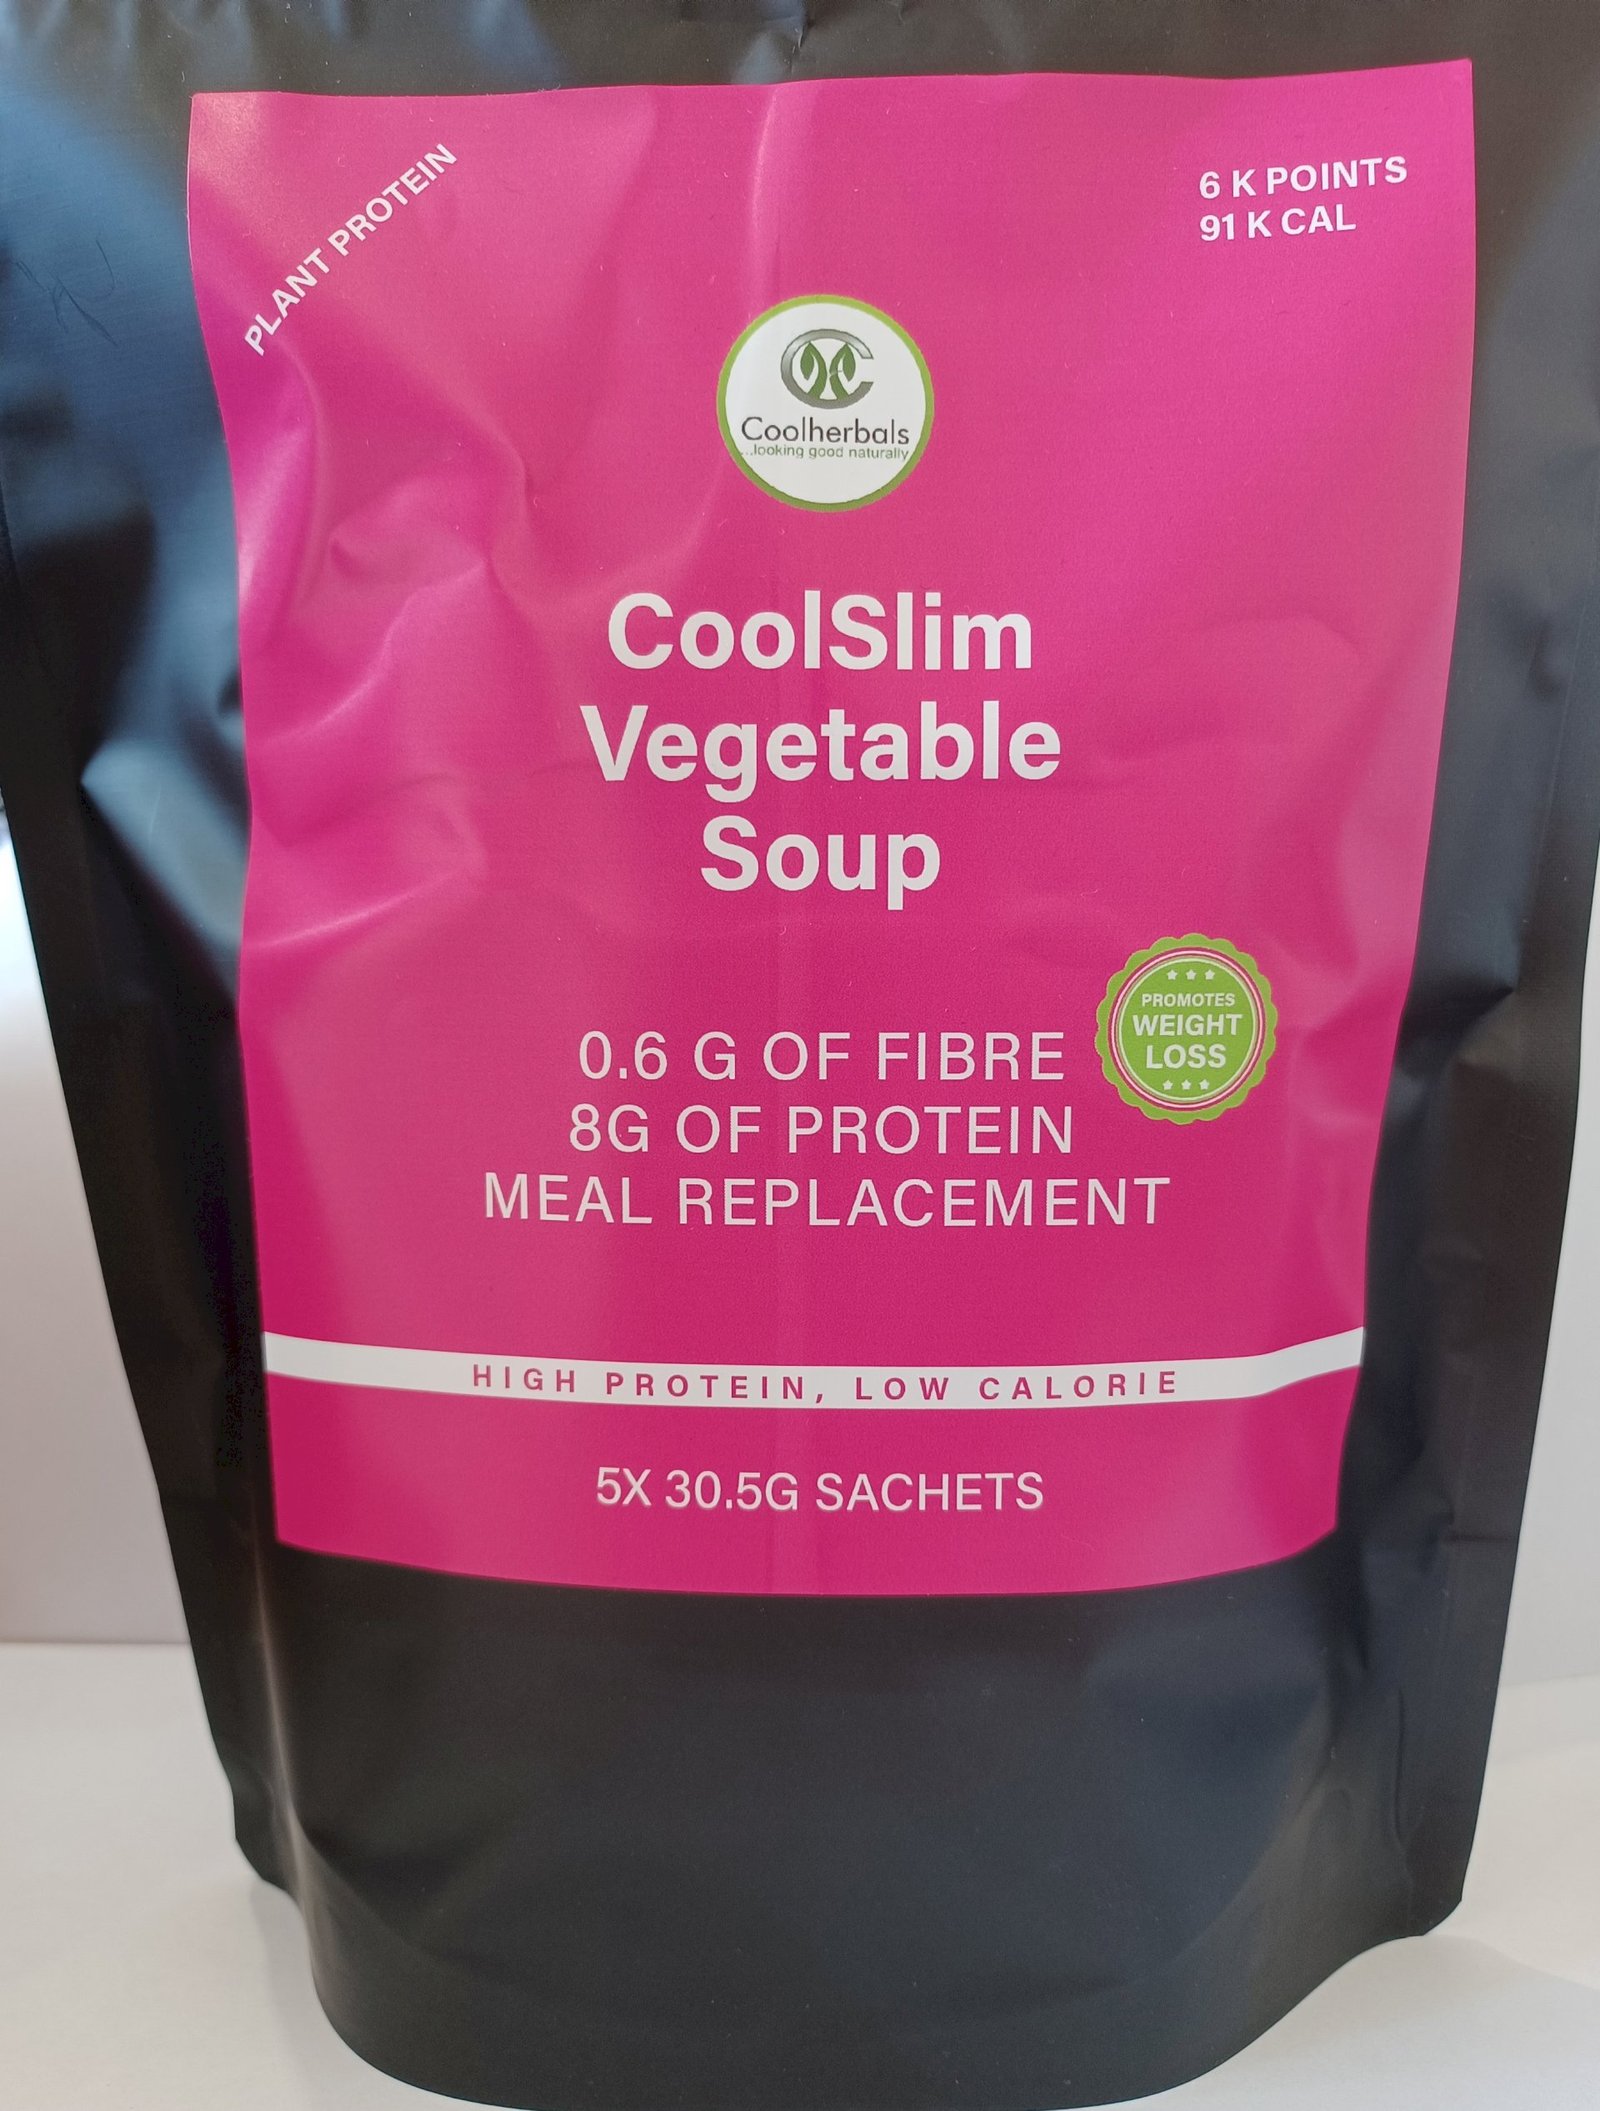 PLANT PROTEIN
6 K POINTS
91 K CAL
Coolherbals
...looking good naturally
CoolSlim
Vegetable
Soup
PROMOTES
WEIGHT
LOSS
0.6 G OF FIBRE
8G OF PROTEIN
MEAL REPLACEMENT
HIGH PROTEIN, LOW CALORIE
5X 30.5G SACHETS